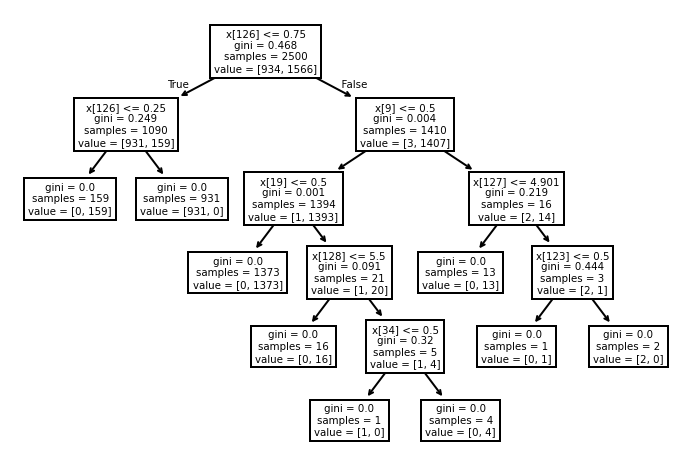 x[126] <= 0.75
gini = 0.468
samples = 2500
value = [934, 1566]
True
False
x[126] <= 0.25
gini = 0.249
samples = 1090
value = [931, 159]
x[9] <= 0.5
gini = 0.004
samples = 1410
value = [3, 1407]
gini = 0.0
samples = 159
value = [0, 159]
gini = 0.0
samples = 931
value = [931, 0]
x[19] <= 0.5
gini = 0.001
samples = 1394
value = [1, 1393]
x[127] <= 4.901
gini = 0.219
samples = 16
value = [2, 14]
gini = 0.0
samples = 1373
value = [0, 1373]
x[128] <= 5.5
gini = 0.091
samples = 21
value = [1, 20]
gini = 0.0
samples = 13
value = [0, 13]
x[123] <= 0.5
gini = 0.444
samples = 3
value = [2, 1]
gini = 0.0
samples = 16
value = [0, 16]
x[34] <= 0.5
gini = 0.32
samples = 5
value = [1, 4]
gini = 0.0
samples = 1
value = [0, 1]
gini = 0.0
samples = 2
value = [2, 0]
gini = 0.0
samples = 1
value = [1, 0]
gini = 0.0
samples = 4
value = [0, 4]